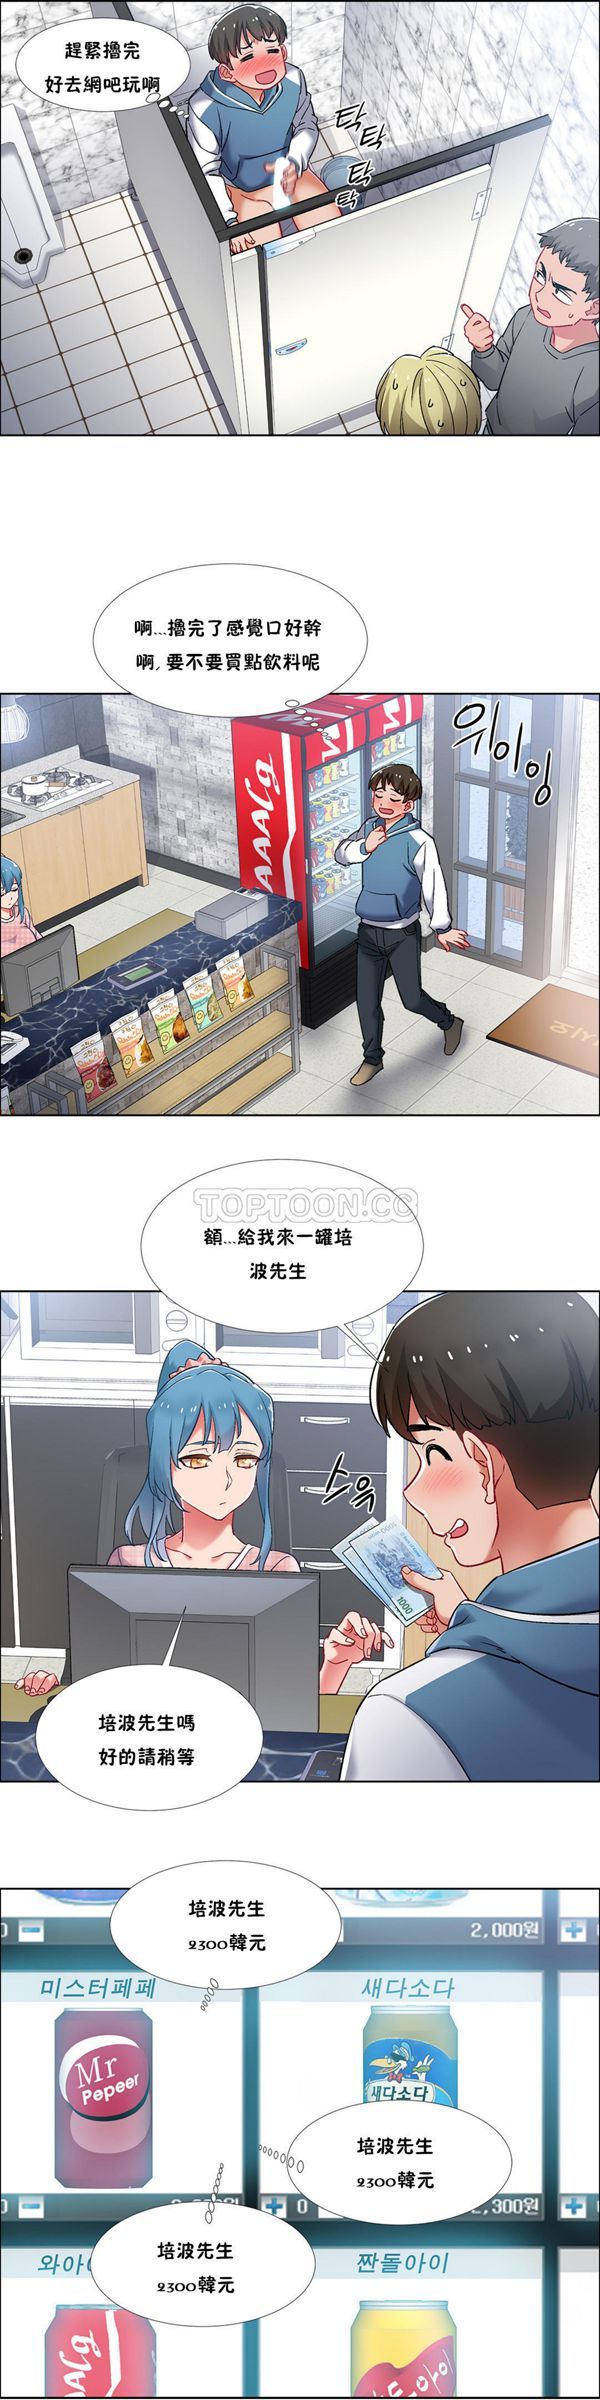 趕緊擼完
好去網吧玩啊
탁
탁
탁
탁
啊...擼完了感覺口好幹
啊, 要不要買點飲料呢
위이잉
AAALg
TOPTOON.CC
額...給我來一罐培
波先生
스윽
1000
1000
培波先生嗎
好的請稍等
培波先生
2300韓元
0
2,000원
미스터페페
새다소다
Mr
Pepeer
새다소다
培波先生
2300韓元
0
2,300원
培波先生
2300韓元
짠돌아이